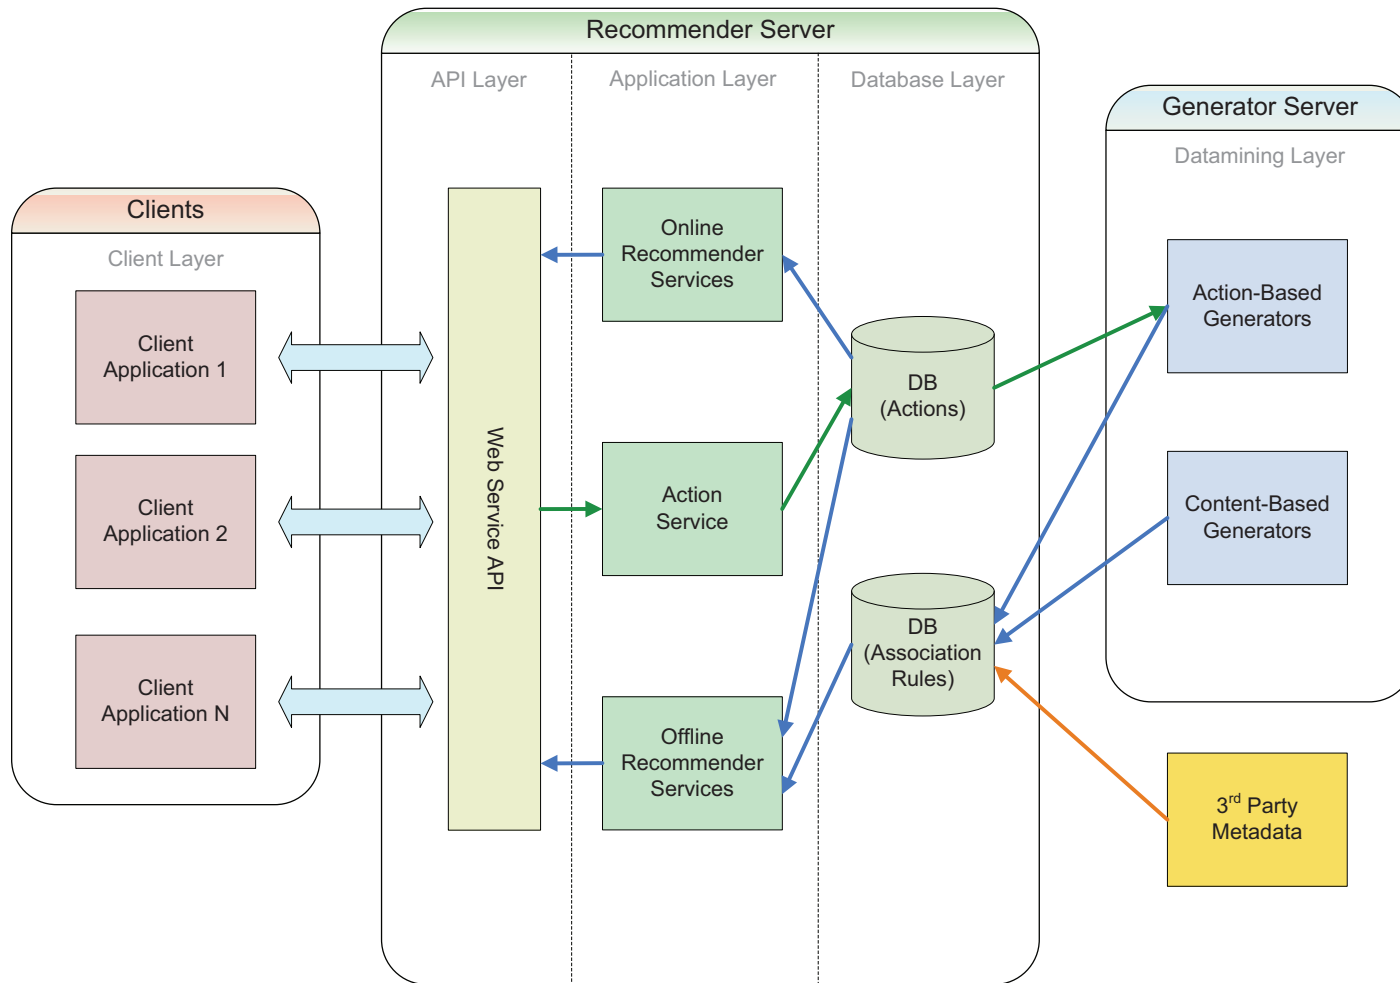 Recommender Server
API Layer
Application Layer
Database Layer
Generator Server
Datamining Layer
Clients
Client Layer
Client
Application 1
Client
Application 2
Client
Application N
Web Service API
Online
Recommender
Services
Action
Service
Offline
Recommender
Services
DB
(Actions)
DB
(Association
Rules)
Action-Based
Generators
Content-Based
Generators
3rd Party
Metadata